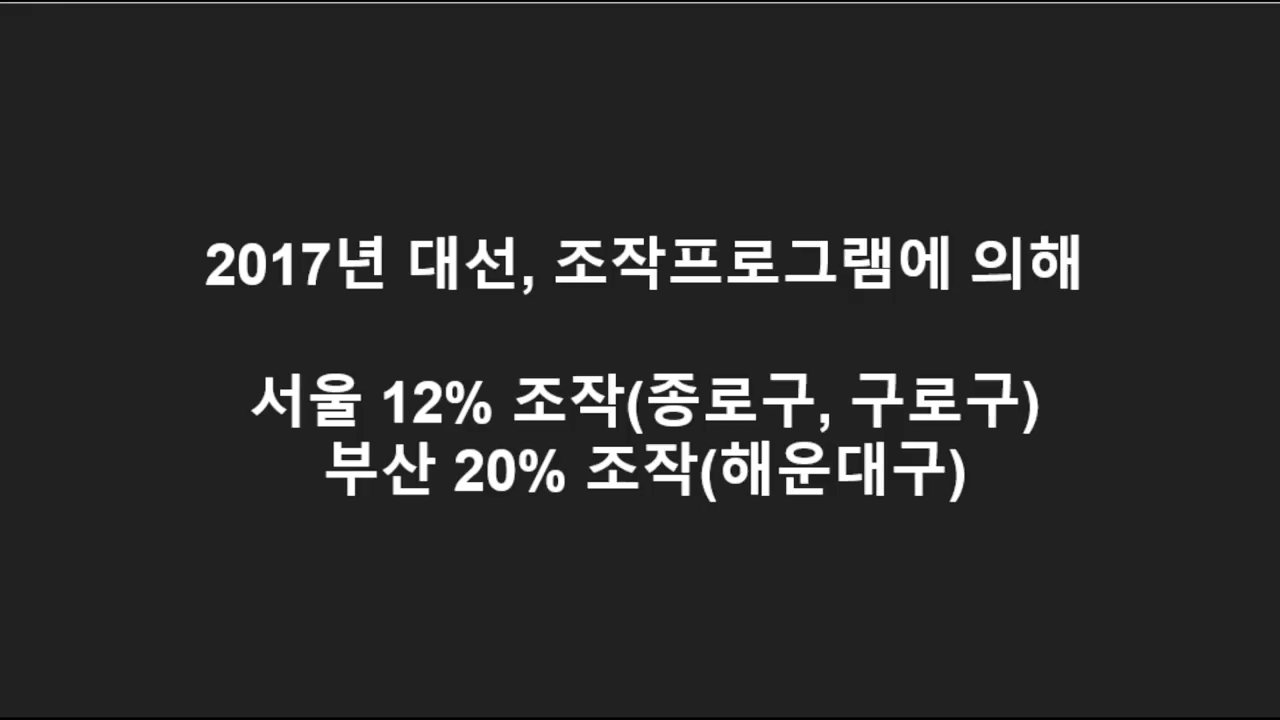 2017년 대선, 조작프로그램에 의해
서울 12% 조작(종로구, 구로구)
부산 20% 조작(해운대구)